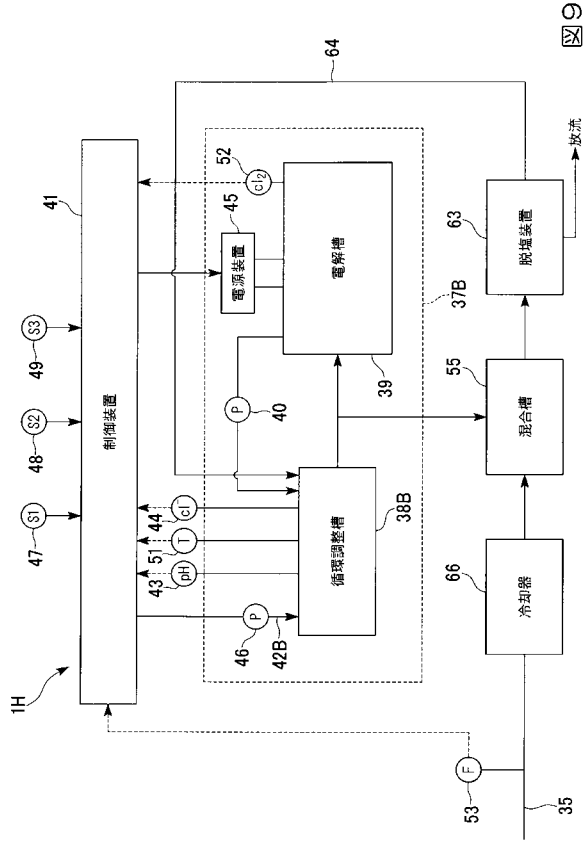 1H
41
47
S1
48
S2
49
S3
制御装置
46
P
42B
43
pH
51
T
44
cl⁻
40
P
45
電源装置
52
cl₂
64
循環調整槽
38B
電解槽
39
37B
53
F
35
66
冷却器
55
混合槽
63
脱塩装置
放流
図9